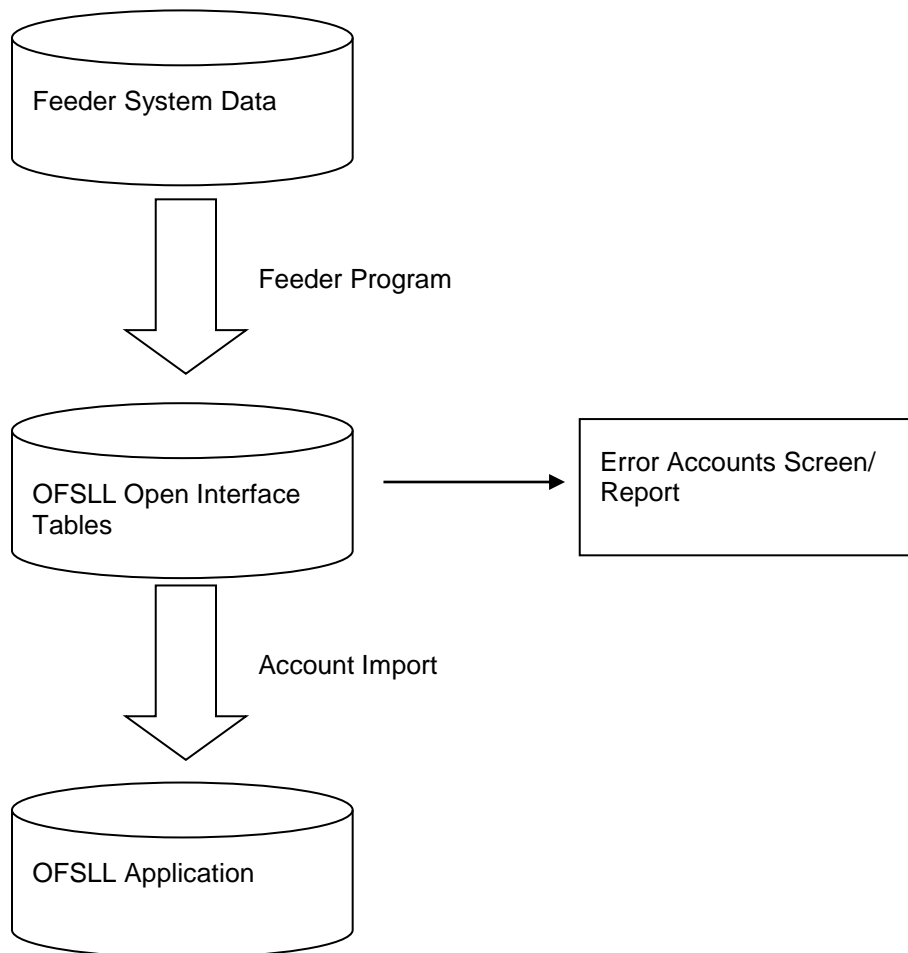 Feeder System Data
Feeder Program
OFSLL Open Interface
Tables
Error Accounts Screen/
Report
Account Import
OFSLL Application